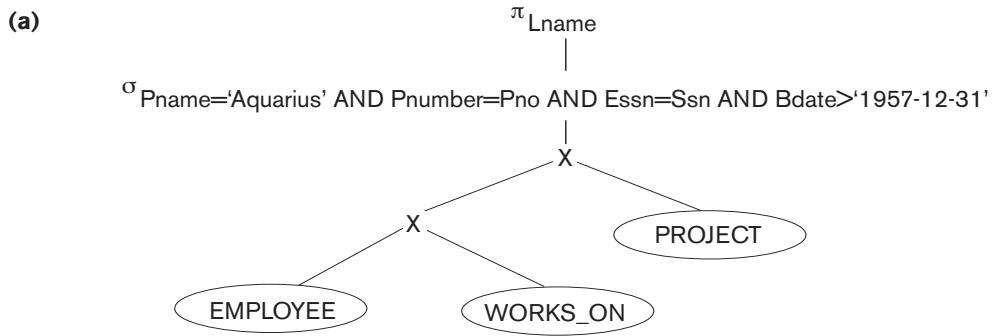 (a)
π Lname
σ Pname=‘Aquarius’ AND Pnumber=Pno AND Essn=Ssn AND Bdate>‘1957-12-31’
X
X
PROJECT
EMPLOYEE
WORKS_ON